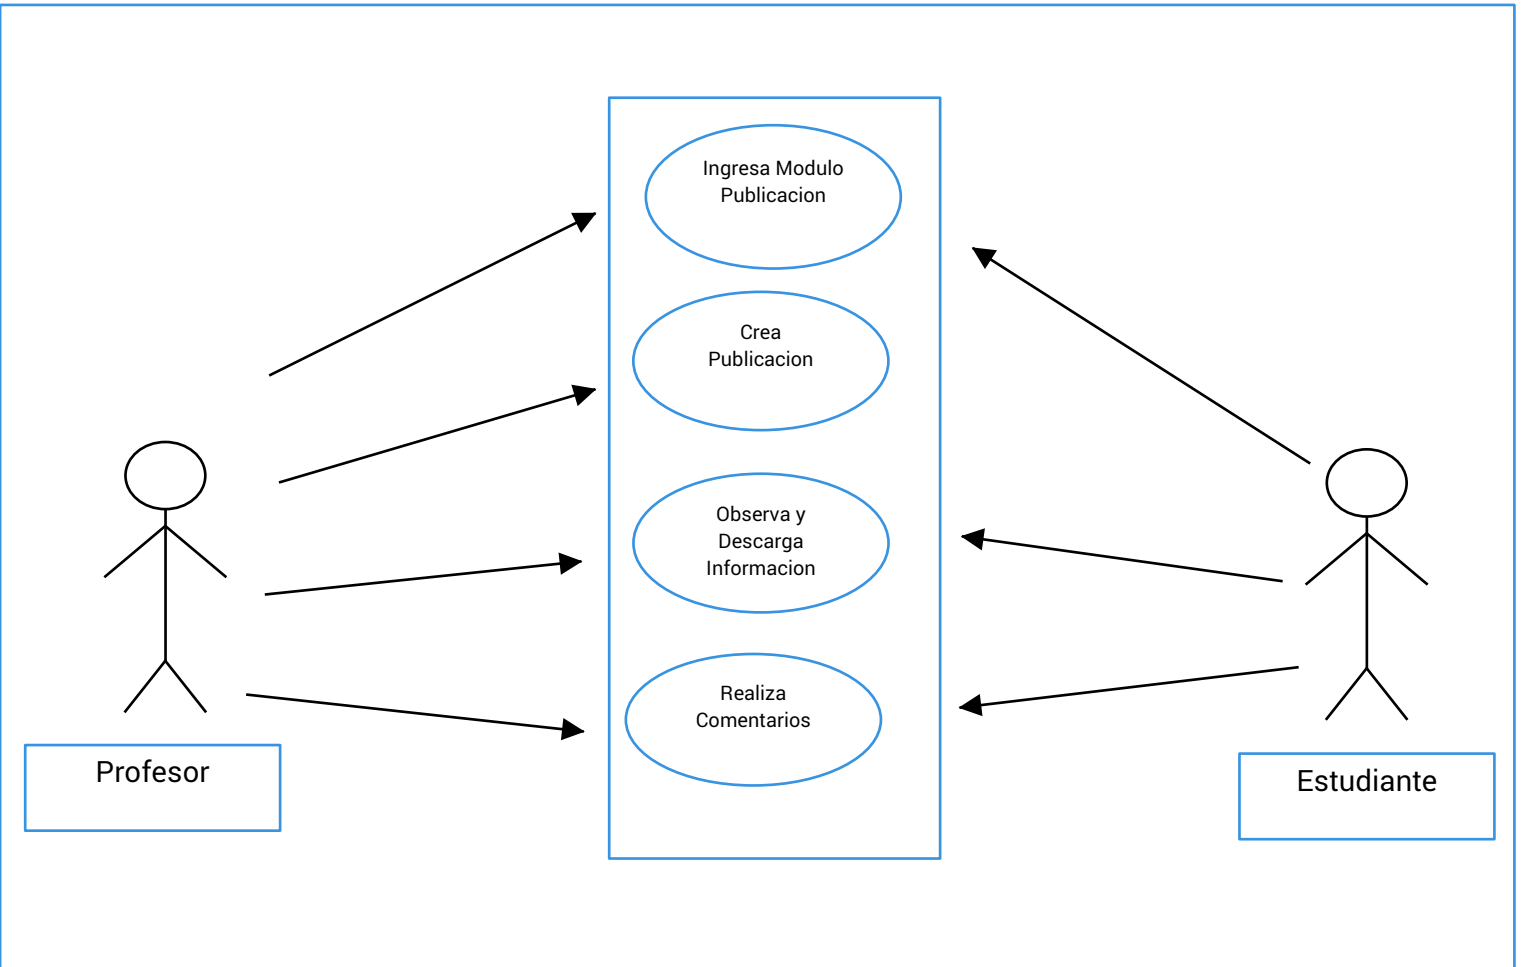 Ingresa Modulo
Publicacion
Crea
Publicacion
Observa y
Descarga
Informacion
Realiza
Comentarios
Profesor
Estudiante